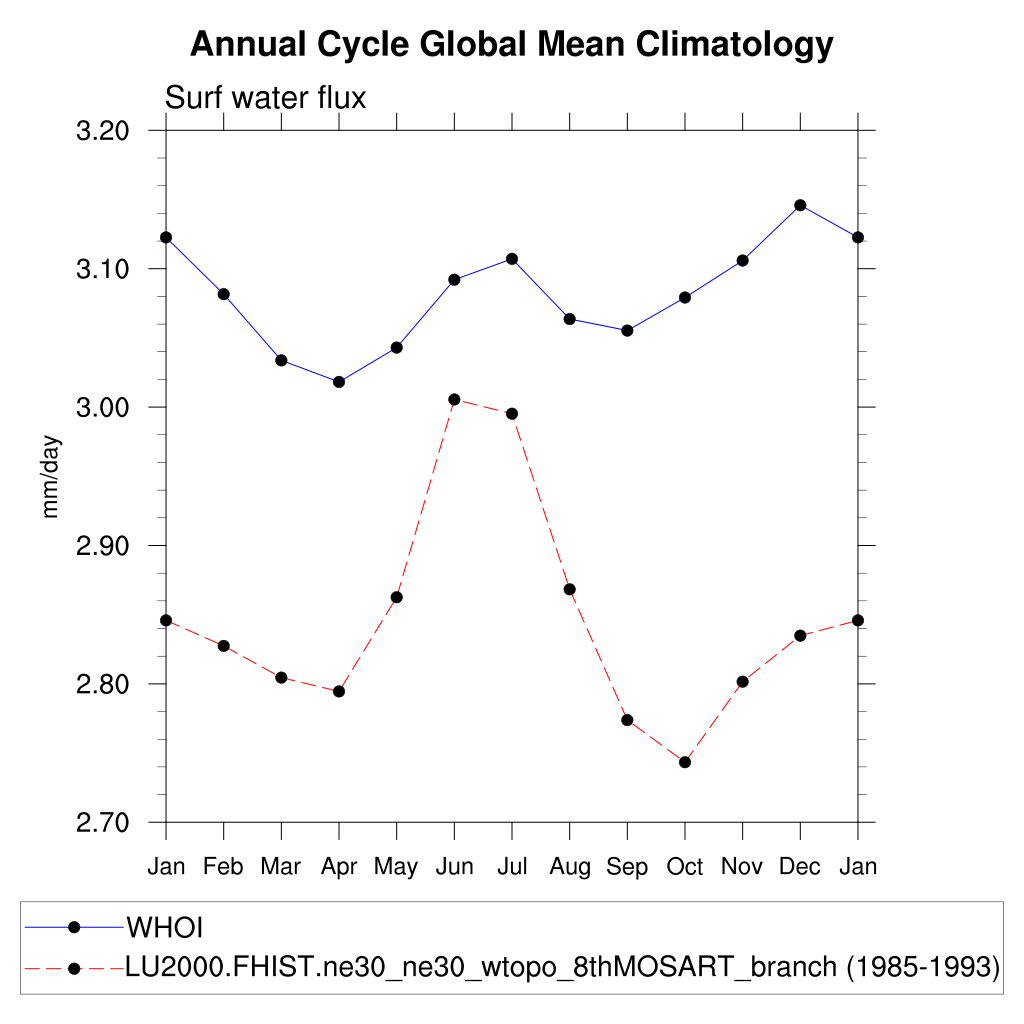 Annual Cycle Global Mean Climatology
Surf water flux
3.20
3.10
3.00
2.90
2.80
2.70
mm/day
Jan Feb Mar Apr May Jun Jul Aug Sep Oct Nov Dec Jan
WHOI
LU2000.FHIST.ne30_ne30_wtopo_8thMOSART_branch (1985-1993)